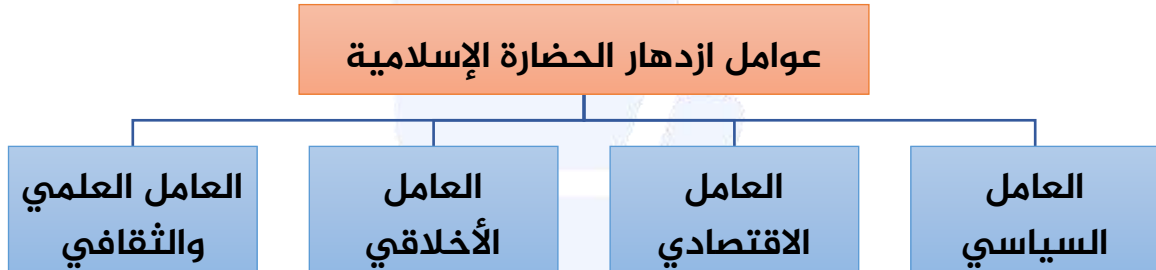 عوامل ازدهار الحضارة الإسلامية
العامل
السياسي
العامل
الاقتصادي
العامل
الأخلاقي
العامل العلمي
والثقافي